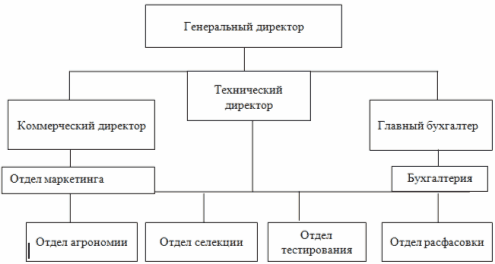 Генеральный директор
Коммерческий директор
Технический
директор
Главный бухгалтер
Отдел маркетинга
Бухгалтерия
Отдел агрономии
Отдел селекции
Отдел
тестирования
Отдел расфасовки